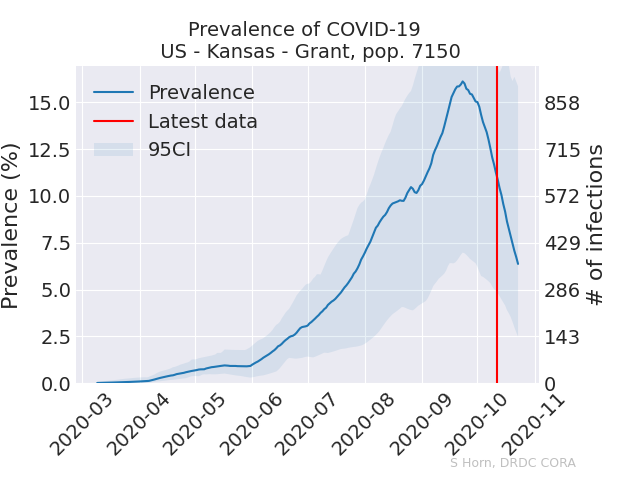 Prevalence of COVID-19
US - Kansas - Grant, pop. 7150
Prevalence
Latest data
95CI
Prevalence (%)
15.0
12.5
10.0
7.5
5.0
2.5
0.0
858
715
572
429
286
143
0
# of infections
2020-03
2020-04
2020-05
2020-06
2020-07
2020-08
2020-09
2020-10
2020-11
S Horn, DRDC CORA